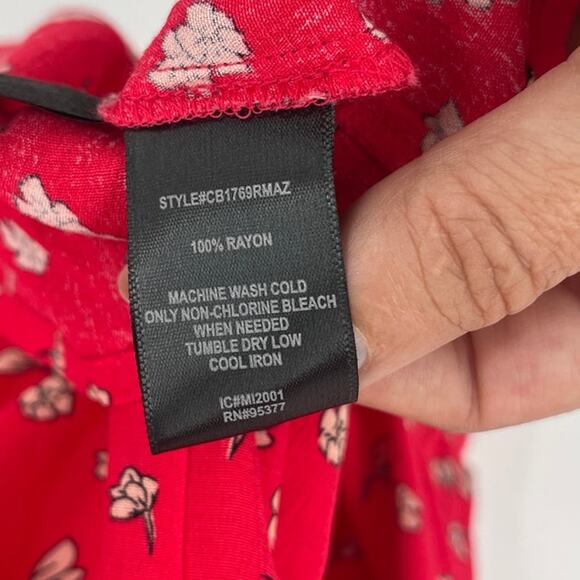 STYLE#CB1769RMAZ
100% RAYON
MACHINE WASH COLD
ONLY NON-CHLORINE BLEACH
WHEN NEEDED
TUMBLE DRY LOW
COOL IRON
IC#MI2001
RN#95377